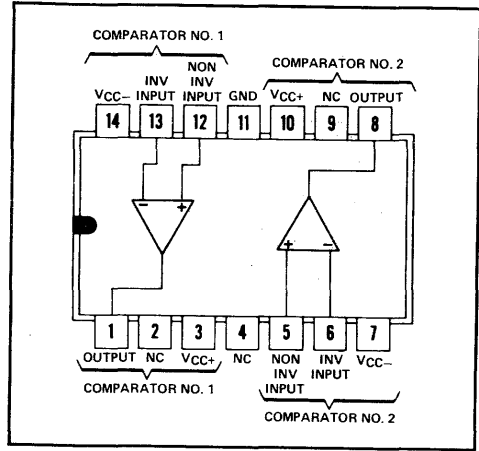 COMPARATOR NO. 1
COMPARATOR NO. 2
VCC−
INV INPUT
NON INV INPUT
GND
VCC+
NC
OUTPUT
14 13 12 11 10 9 8
− +
+ −
1 2 3 4 5 6 7
OUTPUT
NC
VCC+
NC
NON INV INPUT
INV INPUT
VCC−
COMPARATOR NO. 1
COMPARATOR NO. 2